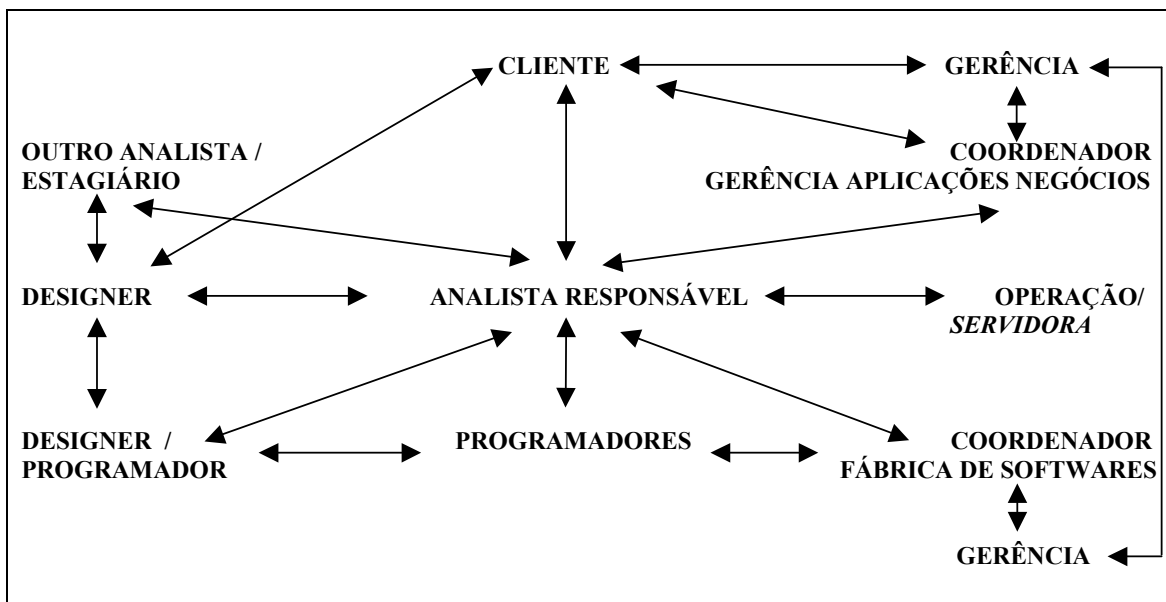 CLIENTE
GERÊNCIA
OUTRO ANALISTA /
ESTAGIÁRIO
COORDENADOR
GERÊNCIA APLICAÇÕES NEGÓCIOS
DESIGNER
ANALISTA RESPONSÁVEL
OPERAÇÃO/
SERVIDORA
DESIGNER /
PROGRAMADOR
PROGRAMADORES
COORDENADOR
FÁBRICA DE SOFTWARES
GERÊNCIA